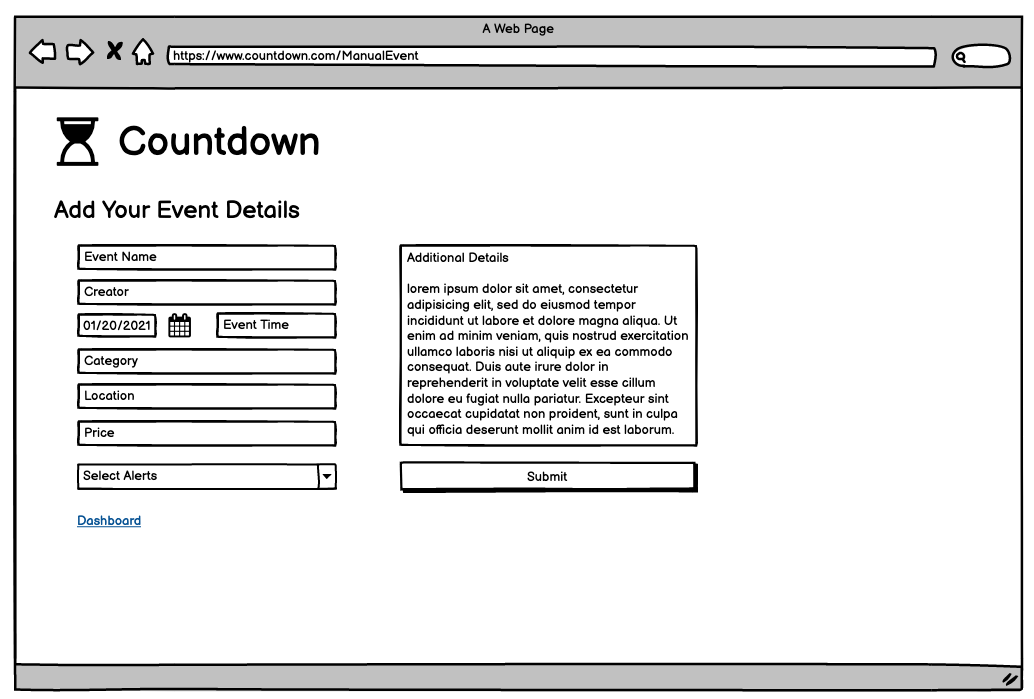 A Web Page
https://www.countdown.com/ManualEvent
Countdown
Add Your Event Details
Event Name
Creator
01/20/2021
Event Time
Category
Location
Price
Select Alerts
Dashboard
Additional Details
lorem ipsum dolor sit amet, consectetur
adipisicing elit, sed do eiusmod tempor
incididunt ut labore et dolore magna aliqua. Ut
enim ad minim veniam, quis nostrud exercitation
ullamco laboris nisi ut aliquip ex ea commodo
consequat. Duis aute irure dolor in
reprehenderit in voluptate velit esse cillum
dolore eu fugiat nulla pariatur. Excepteur sint
occaecat cupidatat non proident, sunt in culpa
qui officia deserunt mollit anim id est laborum.
Submit